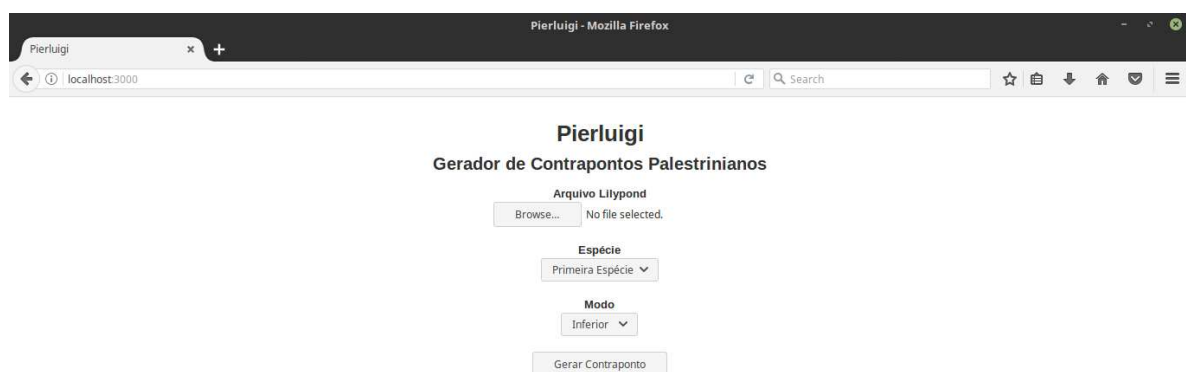 Pierluigi - Mozilla Firefox
Pierluigi
localhost:3000
Search
Pierluigi
Gerador de Contrapontos Palestrinianos
Arquivo Lilypond
Browse... No file selected.
Espécie
Primeira Espécie
Modo
Inferior
Gerar Contraponto